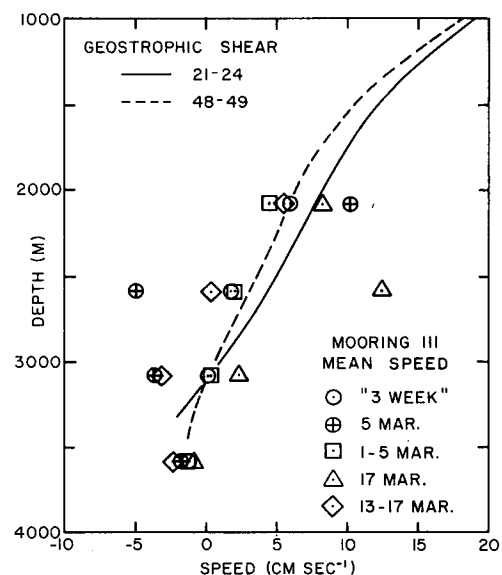 1000
GEOSTROPHIC SHEAR
21-24
48-49
2000
DEPTH (M)
3000
MOORING III
MEAN SPEED
"3 WEEK"
5 MAR.
1-5 MAR.
17 MAR.
13-17 MAR.
4000
-10 -5 0 5 10 15 20
SPEED (CM SEC⁻¹)